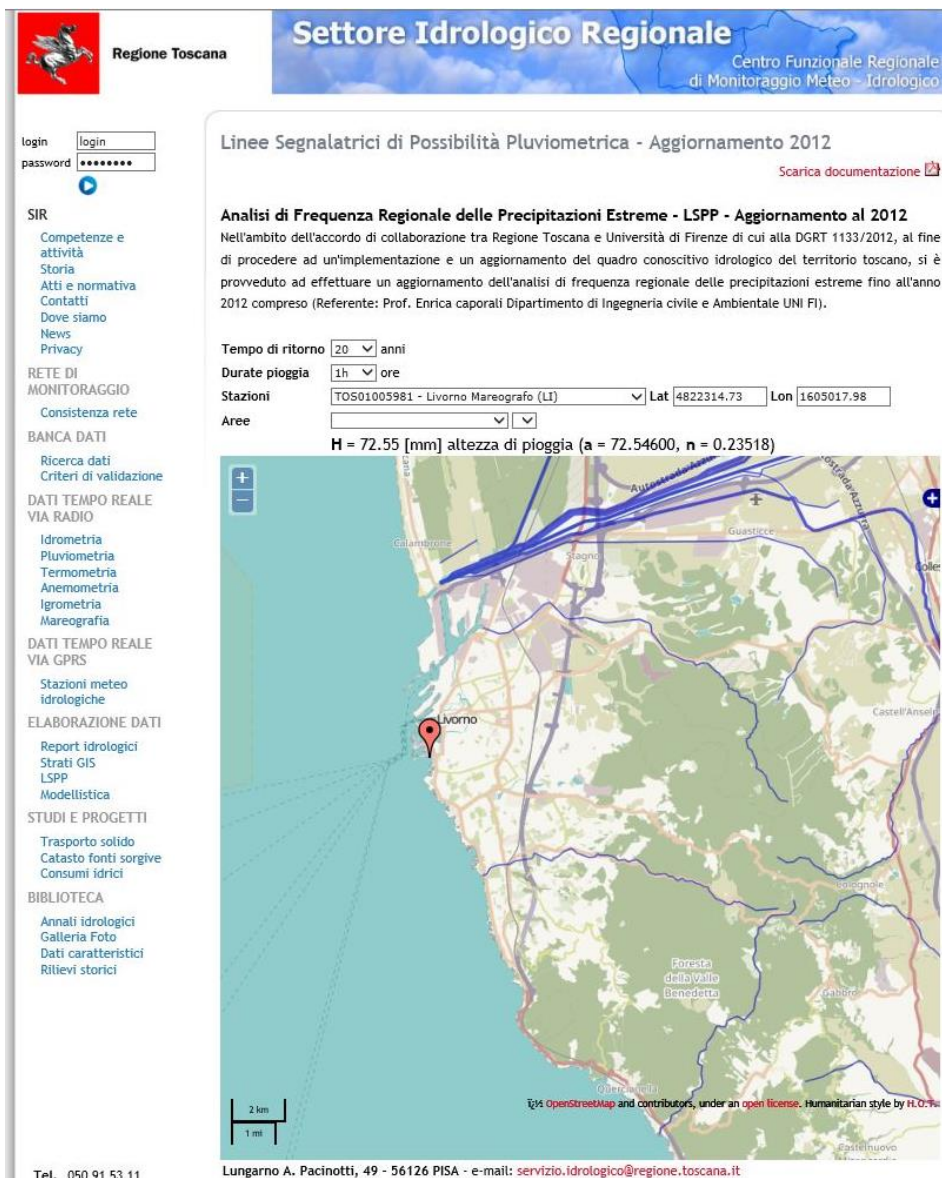 Regione Toscana
Settore Idrologico Regionale
Centro Funzionale Regionale
di Monitoraggio Meteo - Idrologico
login login
password ••••••••
SIR
Competenze e
attività
Storia
Atti e normativa
Contatti
Dove siamo
News
Privacy
RETE DI
MONITORAGGIO
Consistenza rete
BANCA DATI
Ricerca dati
Criteri di validazione
DATI TEMPO REALE
VIA RADIO
Idrometria
Pluviometria
Termometria
Anemometria
Igrometria
Mareografia
DATI TEMPO REALE
VIA GPRS
Stazioni meteo
idrologiche
ELABORAZIONE DATI
Report idrologici
Strati GIS
LSPP
Modellistica
STUDI E PROGETTI
Trasporto solido
Catasto fonti sorgive
Consumi idrici
BIBLIOTECA
Annali idrologici
Galleria Foto
Dati caratteristici
Rilievi storici
Tel. 050 91 53 11
Linee Segnalatrici di Possibilità Pluviometrica - Aggiornamento 2012
Scarica documentazione
Analisi di Frequenza Regionale delle Precipitazioni Estreme - LSPP - Aggiornamento al 2012
Nell'ambito dell'accordo di collaborazione tra Regione Toscana e Università di Firenze di cui alla DGRT 1133/2012, al fine
di procedere ad un'implementazione e un aggiornamento del quadro conoscitivo idrologico del territorio toscano, si è
provveduto ad effettuare un aggiornamento dell'analisi di frequenza regionale delle precipitazioni estreme fino all'anno
2012 compreso (Referente: Prof. Enrica caporali Dipartimento di Ingegneria civile e Ambientale UNI FI).
Tempo di ritorno 20 anni
Durate pioggia 1h ore
Stazioni TOS01005981 - Livorno Mareografo (LI) Lat 4822314.73 Lon 1605017.98
Aree
H = 72.55 [mm] altezza di pioggia (a = 72.54600, n = 0.23518)
+
−
+
Autostrada Azzurra
Strada Azzurra
Calambrone
Stagno
Guasticce
Colle
Livorno
Castell'Anselm
Colognole
Foresta
della Valle
Benedetta
Gabbro
Quercianella
Castelnuovo
2 km
1 mi
ï¿½ OpenStreetMap and contributors, under an open license. Humanitarian style by H.O.T.
Lungarno A. Pacinotti, 49 - 56126 PISA - e-mail: servizio.idrologico@regione.toscana.it